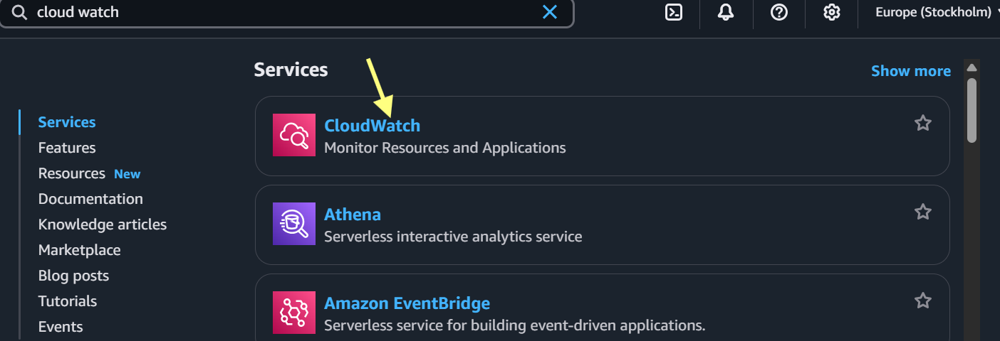 cloud watch
Europe (Stockholm)
Services
Show more
Services
Features
Resources New
Documentation
Knowledge articles
Marketplace
Blog posts
Tutorials
Events
CloudWatch
Monitor Resources and Applications
Athena
Serverless interactive analytics service
Amazon EventBridge
Serverless service for building event-driven applications.